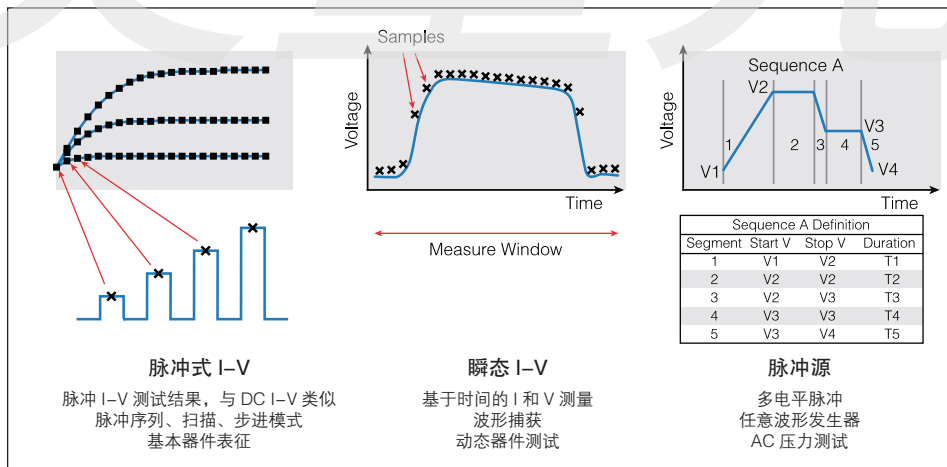 Samples
Voltage
Time
Measure Window
Sequence A
Voltage
V2
V1
1
2
3
4
5
V3
V4
Time
Sequence A Definition
Segment Start V Stop V Duration
1 V1 V2 T1
2 V2 V2 T2
3 V2 V3 T3
4 V3 V3 T4
5 V3 V4 T5
脉冲式 I-V
脉冲 I-V 测试结果，与 DC I-V 类似
脉冲序列、扫描、步进模式
基本器件表征
瞬态 I-V
基于时间的 I 和 V 测量
波形捕获
动态器件测试
脉冲源
多电平脉冲
任意波形发生器
AC 压力测试